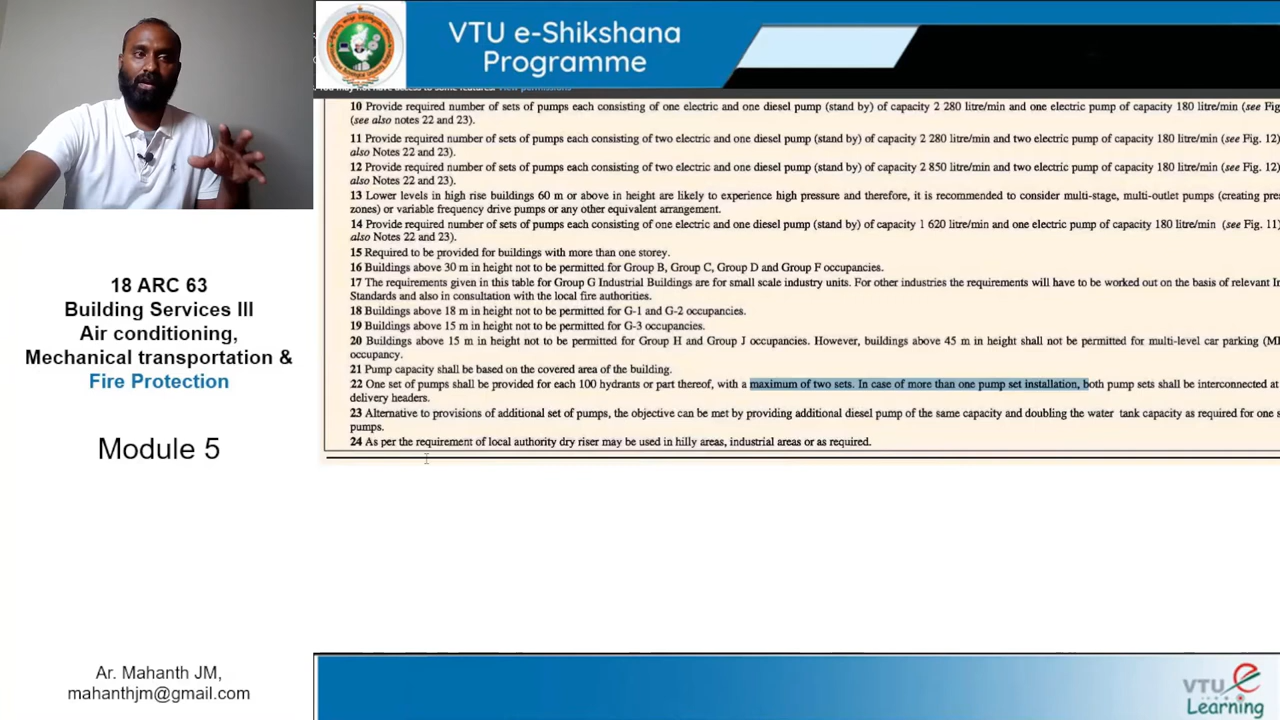 VTU e-Shikshana
Programme
10 Provide required number of sets of pumps each consisting of one electric and one diesel pump (stand by) of capacity 2 280 litre/min and one electric pump of capacity 180 litre/min (see Fig
(see also notes 22 and 23).
11 Provide required number of sets of pumps each consisting of two electric and one diesel pump (stand by) of capacity 2 280 litre/min and two electric pump of capacity 180 litre/min (see Fig. 12)
also Notes 22 and 23).
12 Provide required number of sets of pumps each consisting of two electric and one diesel pump (stand by) of capacity 2 850 litre/min and two electric pump of capacity 180 litre/min (see Fig. 12)
also Notes 22 and 23).
13 Lower levels in high rise buildings 60 m or above in height are likely to experience high pressure and therefore, it is recommended to consider multi-stage, multi-outlet pumps (creating
zones) or variable frequency drive pumps or any other equivalent arrangement.
14 Provide required number of sets of pumps each consisting of one electric and one diesel pump (stand by) of capacity 1 620 litre/min and one electric pump of capacity 180 litre/min (see Fig. 11)
also Notes 22 and 23).
15 Required to be provided for buildings with more than one storey.
16 Buildings above 30 m in height not to be permitted for Group B, Group C, Group D and Group F occupancies.
17 The requirements given in this table for Group G Industrial Buildings are for small scale industry units. For other industries the requirements will have to be worked out on the basis of relevant
Standards and also in consultation with the local fire authorities.
18 Buildings above 18 m in height not to be permitted for G-1 and G-2 occupancies.
19 Buildings above 15 m in height not to be permitted for G-3 occupancies.
20 Buildings above 15 m in height not to be permitted for Group H and Group J occupancies. However, buildings above 45 m in height shall not be permitted for multi-level car parking
occupancy.
21 Pump capacity shall be based on the covered area of the building.
22 One set of pumps shall be provided for each 100 hydrants or part thereof, with a maximum of two sets. In case of more than one pump set installation, both pump sets shall be interconnected at
delivery headers.
23 Alternative to provisions of additional set of pumps, the objective can be met by providing additional diesel pump of the same capacity and doubling the water tank capacity as required for one
pumps.
24 As per the requirement of local authority dry riser may be used in hilly areas, industrial areas or as required.
18 ARC 63
Building Services III
Air conditioning,
Mechanical transportation &
Fire Protection
Module 5
Ar. Mahanth JM,
mahanthjm@gmail.com
VTU
Learning